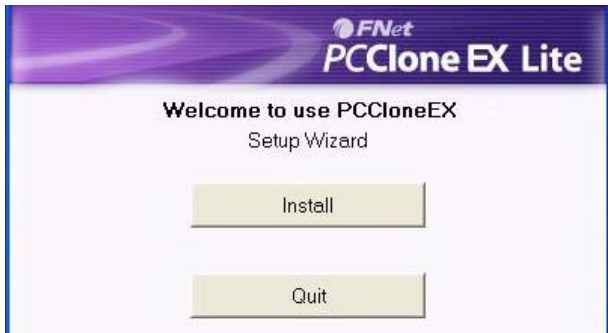 FNet
PCClone EX Lite
Welcome to use PCCloneEX
Setup Wizard
Install
Quit